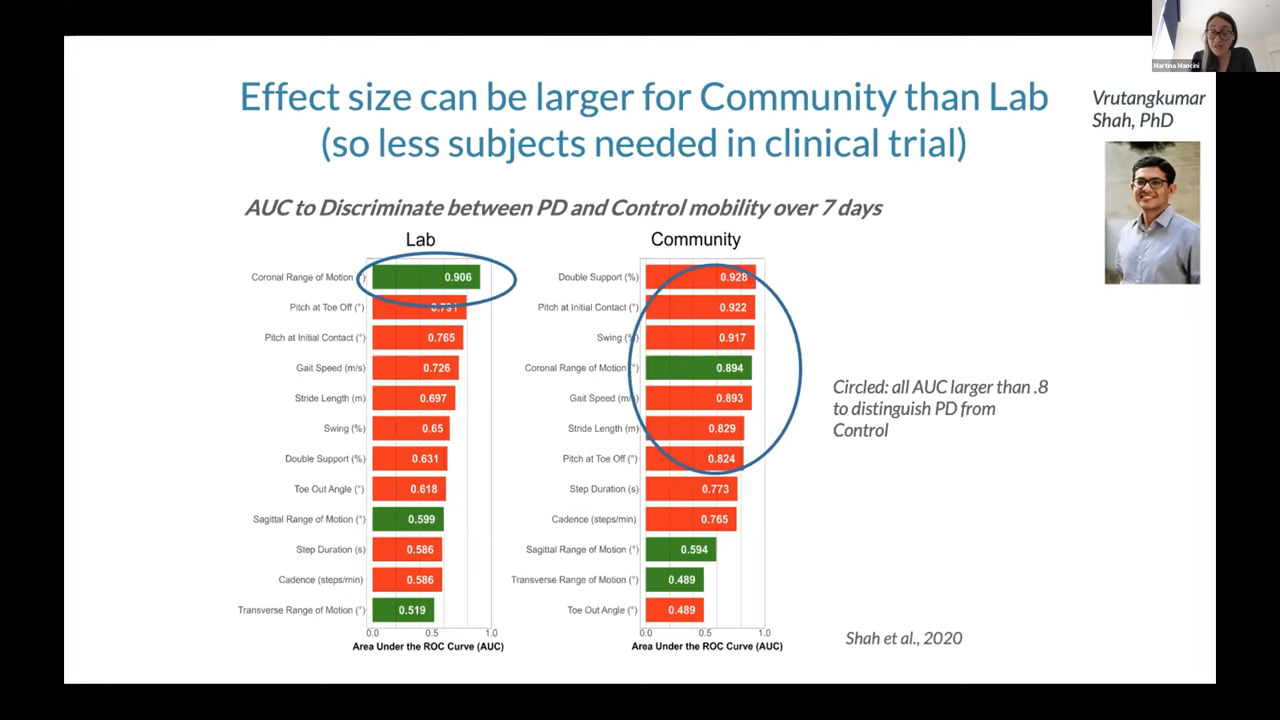 Martina Mancini
Effect size can be larger for Community than Lab
(so less subjects needed in clinical trial)
Vrutangkumar
Shah, PhD
AUC to Discriminate between PD and Control mobility over 7 days
Lab
Coronal Range of Motion (°) 0.906
Pitch at Toe Off (°) 0.791
Pitch at Initial Contact (°) 0.765
Gait Speed (m/s) 0.726
Stride Length (m) 0.697
Swing (%) 0.65
Double Support (%) 0.631
Toe Out Angle (°) 0.618
Sagittal Range of Motion (°) 0.599
Step Duration (s) 0.586
Cadence (steps/min) 0.586
Transverse Range of Motion (°) 0.519
0.0 0.5 1.0
Area Under the ROC Curve (AUC)
Community
Double Support (%) 0.928
Pitch at Initial Contact (°) 0.922
Swing (%) 0.917
Coronal Range of Motion (°) 0.894
Gait Speed (m/s) 0.893
Stride Length (m) 0.829
Pitch at Toe Off (°) 0.824
Step Duration (s) 0.773
Cadence (steps/min) 0.765
Sagittal Range of Motion (°) 0.594
Transverse Range of Motion (°) 0.489
Toe Out Angle (°) 0.489
0.0 0.5 1.0
Area Under the ROC Curve (AUC)
Circled: all AUC larger than .8
to distinguish PD from
Control
Shah et al., 2020